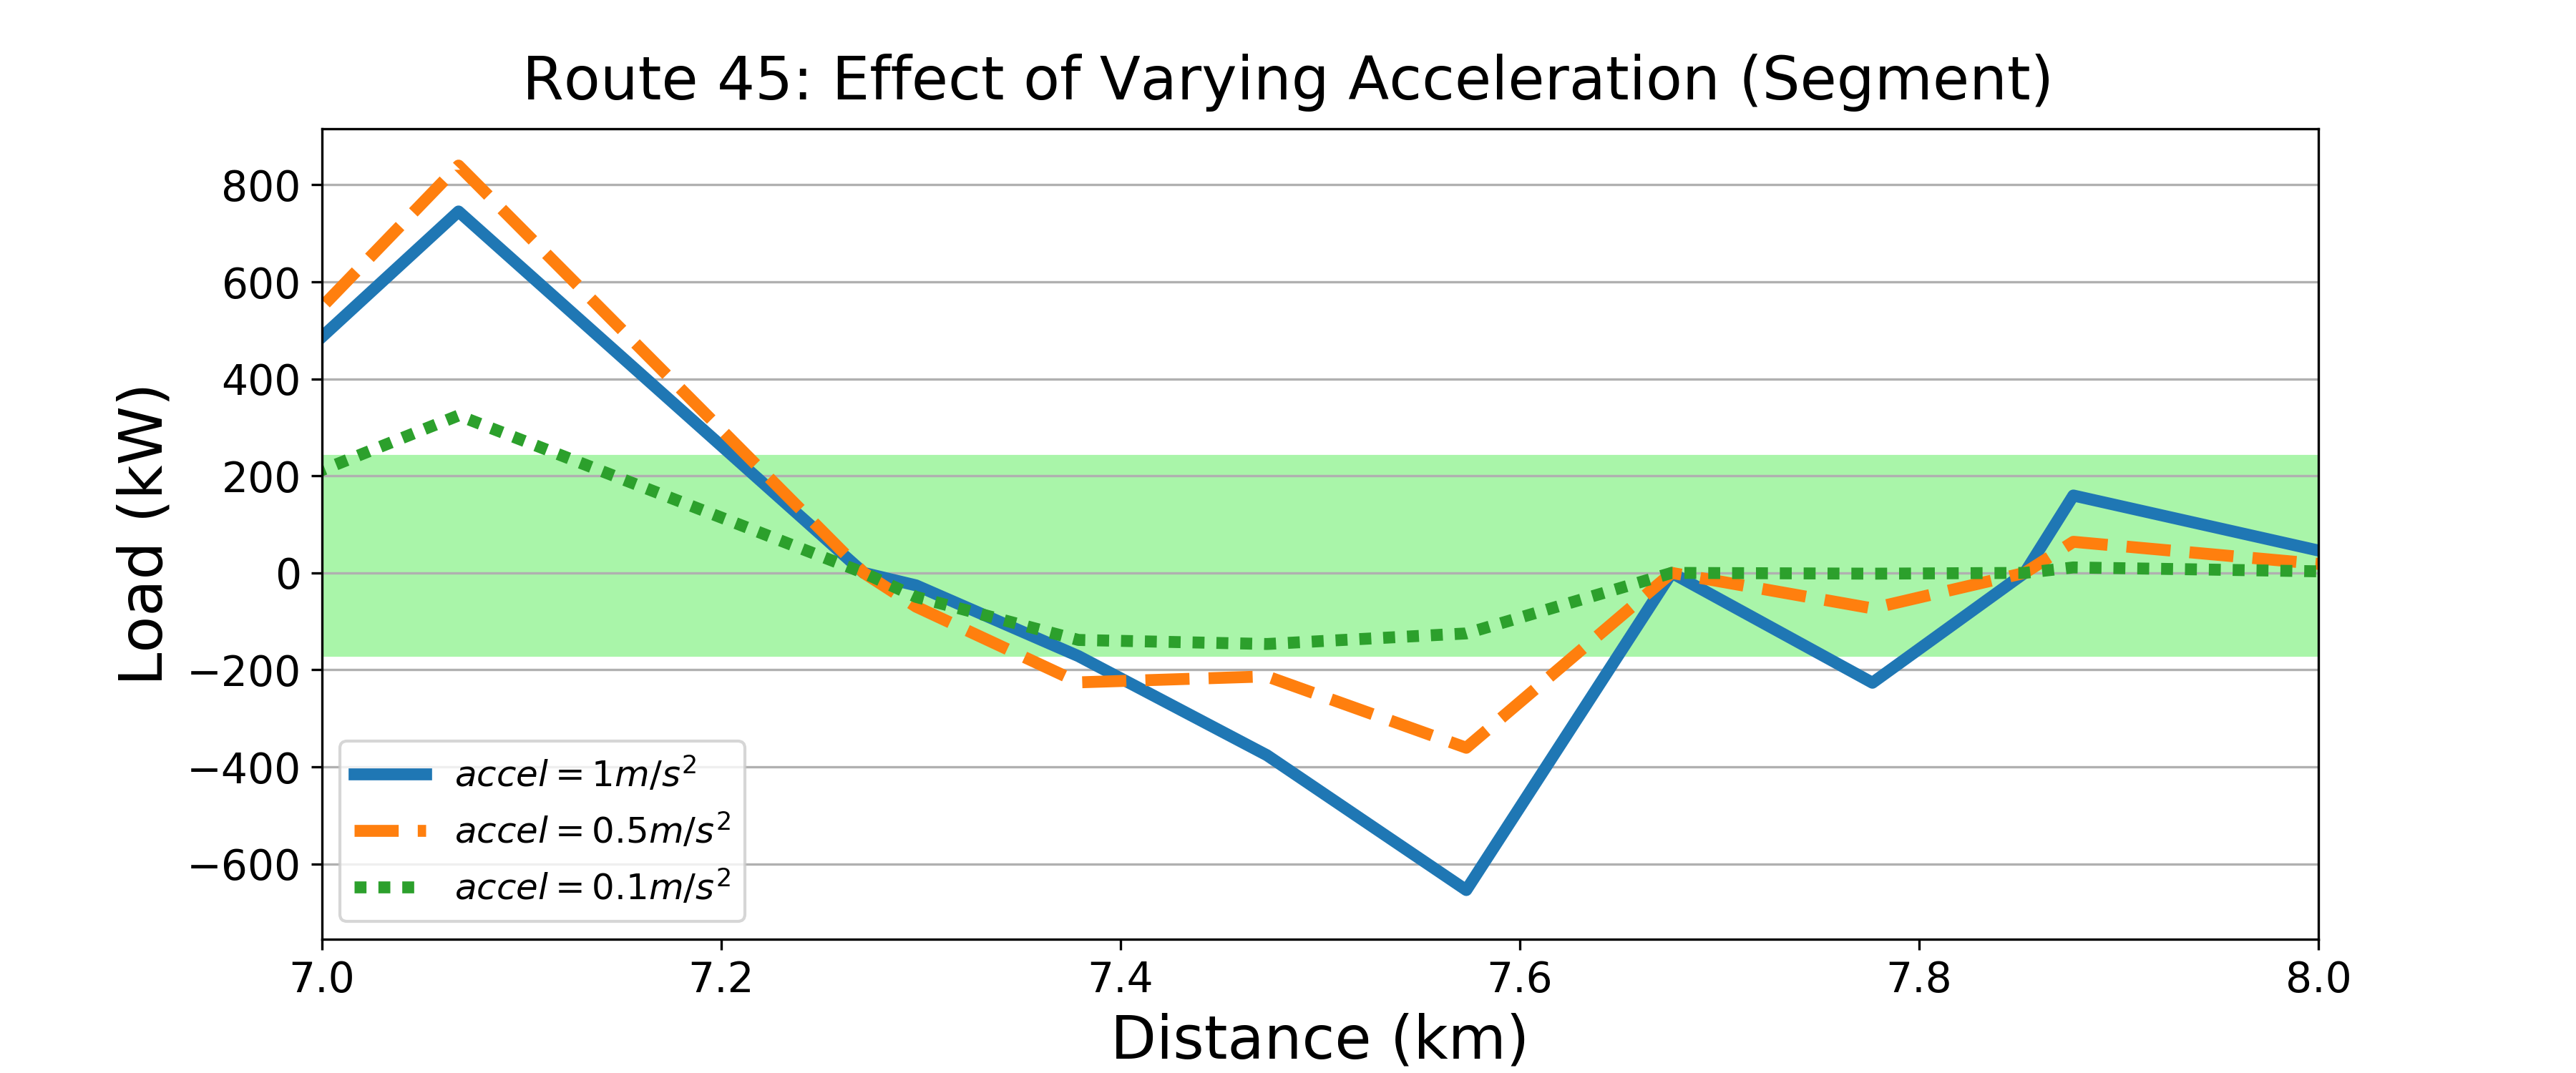 Route 45: Effect of Varying Acceleration (Segment)
Load (kW)
800
600
400
200
0
−200
−400
−600
accel = 1m/s²
accel = 0.5m/s²
accel = 0.1m/s²
7.0 7.2 7.4 7.6 7.8 8.0
Distance (km)